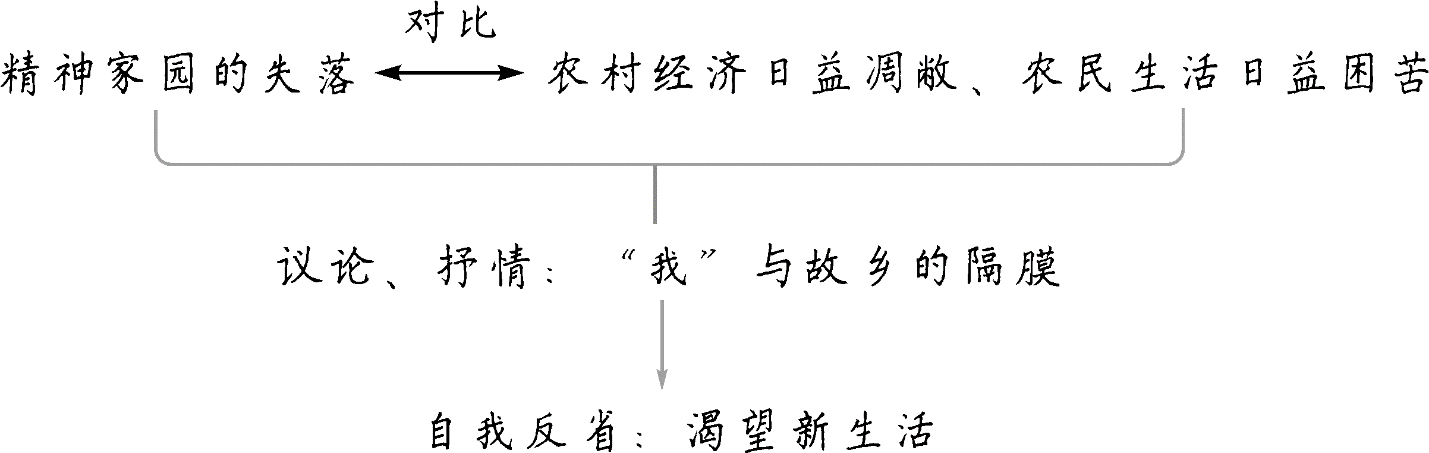 对比
精神家园的失落 农村经济日益凋敝、农民生活日益困苦
议论、抒情：“我”与故乡的隔膜
自我反省：渴望新生活